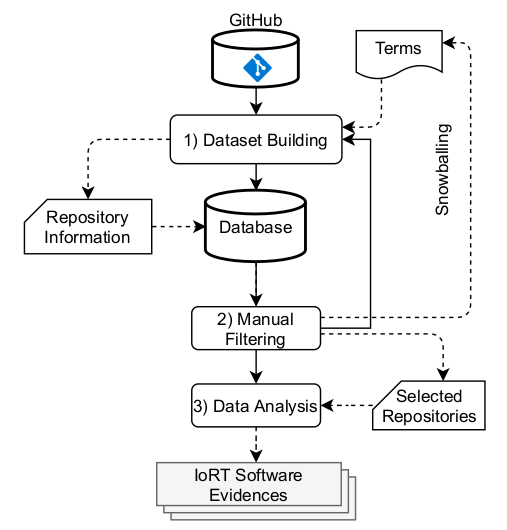 GitHub
Terms
1) Dataset Building
Snowballing
Repository
Information
Database
2) Manual
Filtering
Selected
Repositories
3) Data Analysis
IoRT Software
Evidences